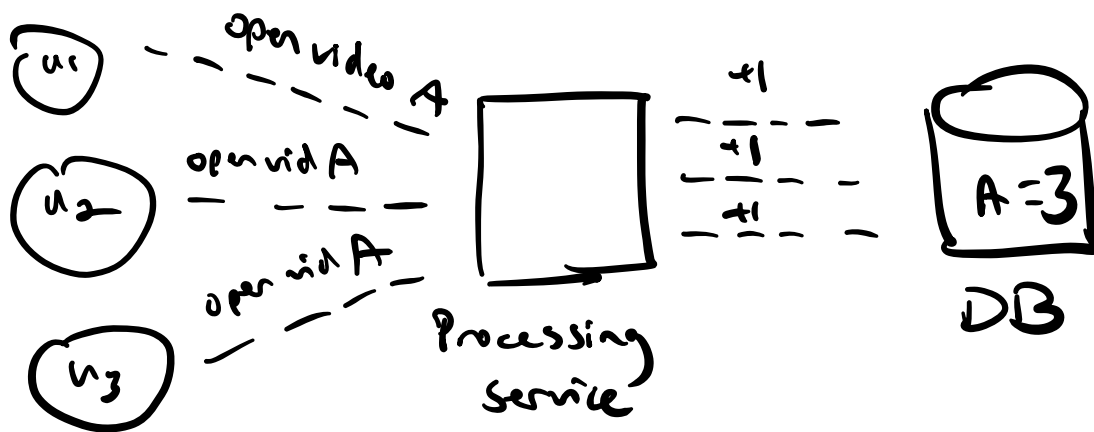 u1
open video A
+1
open vid A
+1
u2
A=3
+1
open vid A
DB
Processing
service
u3